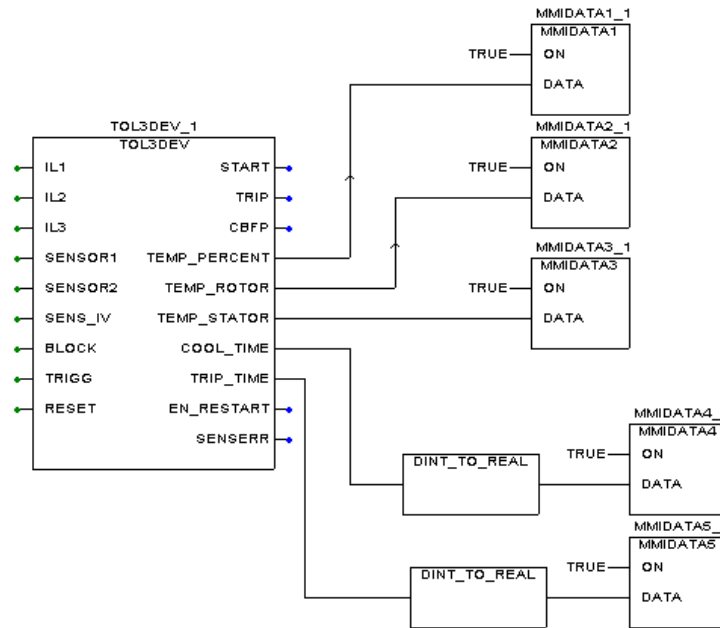 MMIDATA1_1
MMIDATA1
TRUE ON
DATA
TOL3DEV_1
TOL3DEV
IL1 START
IL2 TRIP
IL3 CBFP
SENSOR1 TEMP_PERCENT
SENSOR2 TEMP_ROTOR
SENS_IV TEMP_STATOR
BLOCK COOL_TIME
TRIGG TRIP_TIME
RESET EN_RESTART
SENSERR
MMIDATA2_1
MMIDATA2
TRUE ON
DATA
MMIDATA3_1
MMIDATA3
TRUE ON
DATA
MMIDATA4_
MMIDATA4
TRUE ON
DINT_TO_REAL
DATA
MMIDATA5_
MMIDATA5
TRUE ON
DINT_TO_REAL
DATA